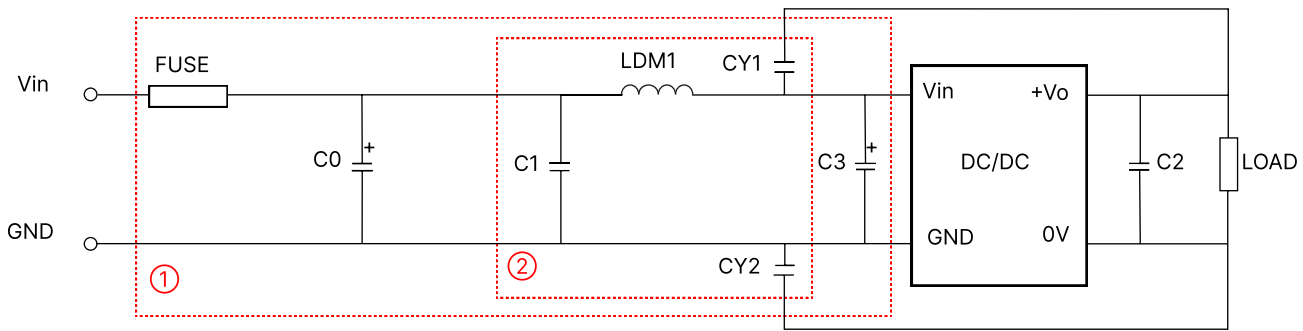 FUSE
LDM1
CY1
Vin
+
C0
C1
+
C3
Vin
+Vo
DC/DC
GND
0V
C2
LOAD
GND
CY2
1
2